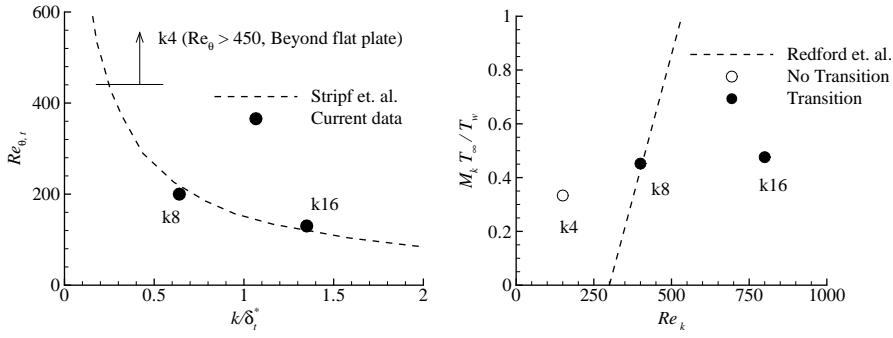 600
400
200
0
Re_θ,t
k4 (Re_θ > 450, Beyond flat plate)
Stripf et. al.
Current data
k8
k16
0 0.5 1 1.5 2
k/δ*_t
1
0.8
0.6
0.4
0.2
0
M_k T_∞ / T_w
Redford et. al.
No Transition
Transition
k4
k8
k16
0 250 500 750 1000
Re_k